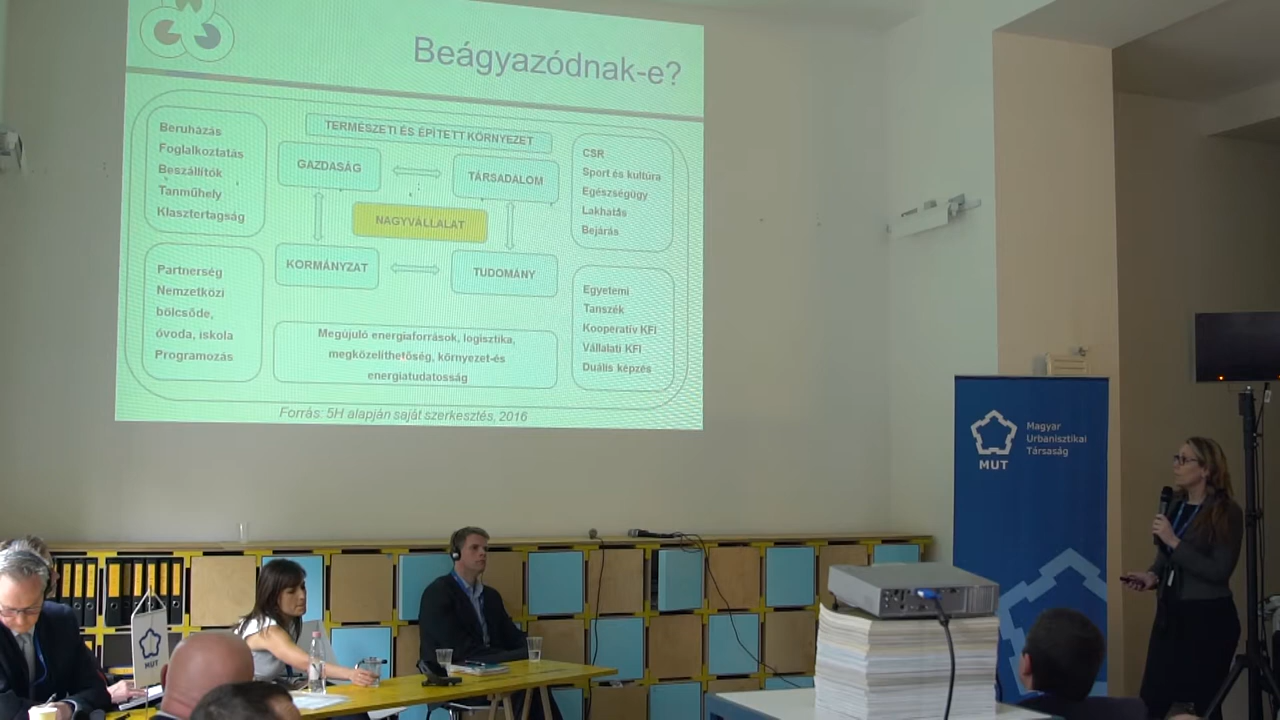 Beágyazódnak-e?
TERMÉSZETI ÉS ÉPÍTETT KÖRNYEZET
Beruházás
Foglalkoztatás
Beszállítók
Tanműhely
Klasztertagság
GAZDASÁG
TÁRSADALOM
NAGYVÁLLALAT
KORMÁNYZAT
TUDOMÁNY
CSR
Sport és kultúra
Egészségügy
Lakhatás
Bejárás
Partnerség
Nemzetközi
bölcsőde,
óvoda, iskola
Programozás
Megújuló energiaforrások, logisztika,
megközelíthetőség, környezet-és
energiatudatosság
Egyetemi
Tanszék
Kooperatív KFI
Vállalati KFI
Duális képzés
Forrás: 5H alapján saját szerkesztés, 2016
MUT
Magyar
Urbanisztikai
Társaság
MUT